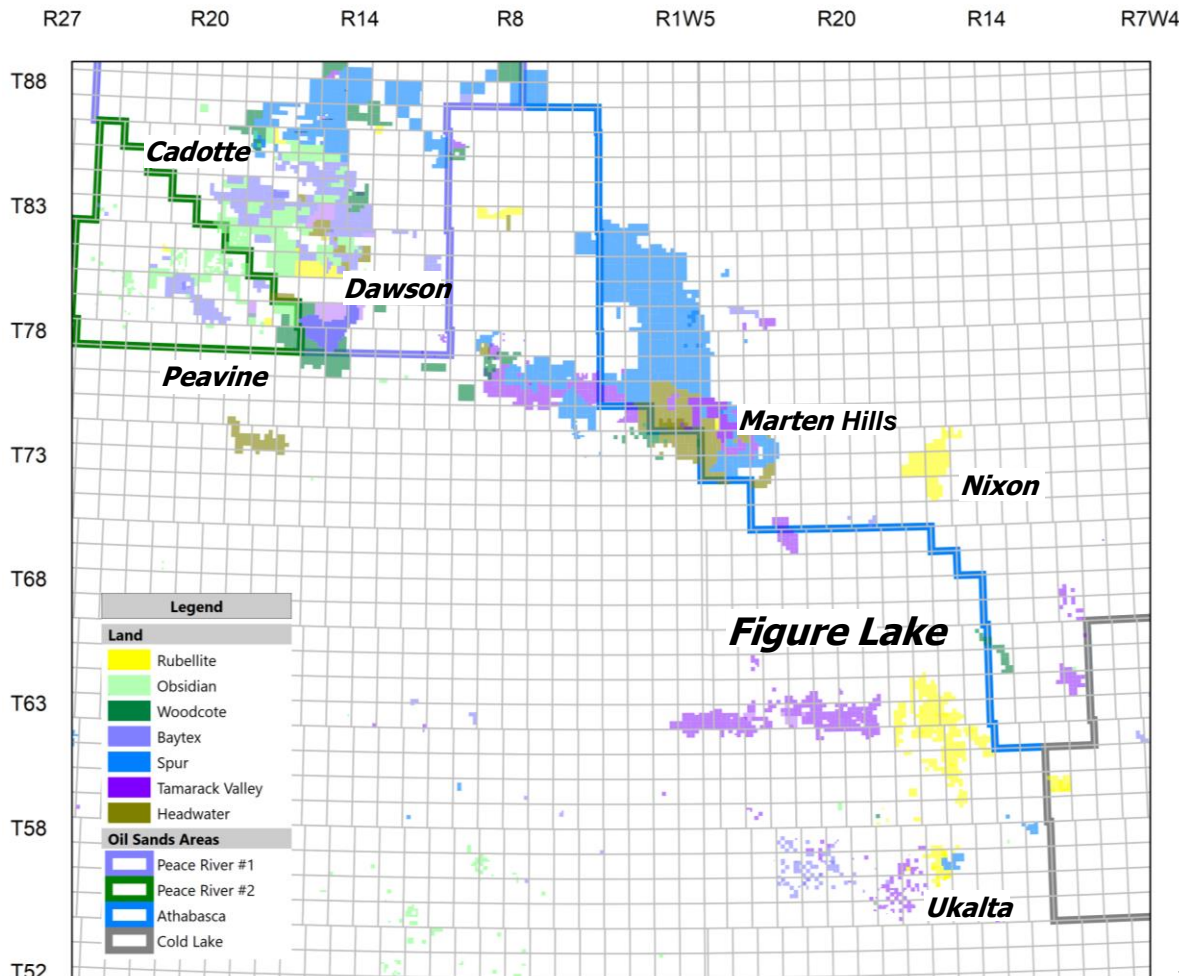 R27 R20 R14 R8 R1W5 R20 R14 R7W4
T88
Cadotte
T83
Dawson
T78
Peavine
Marten Hills
T73
Nixon
T68
Legend
Land
Figure Lake
Rubellite
Obsidian
T63
Woodcote
Baytex
Spur
Tamarack Valley
Headwater
T58
Oil Sands Areas
Peace River #1
Peace River #2
Ukalta
Athabasca
Cold Lake
T52